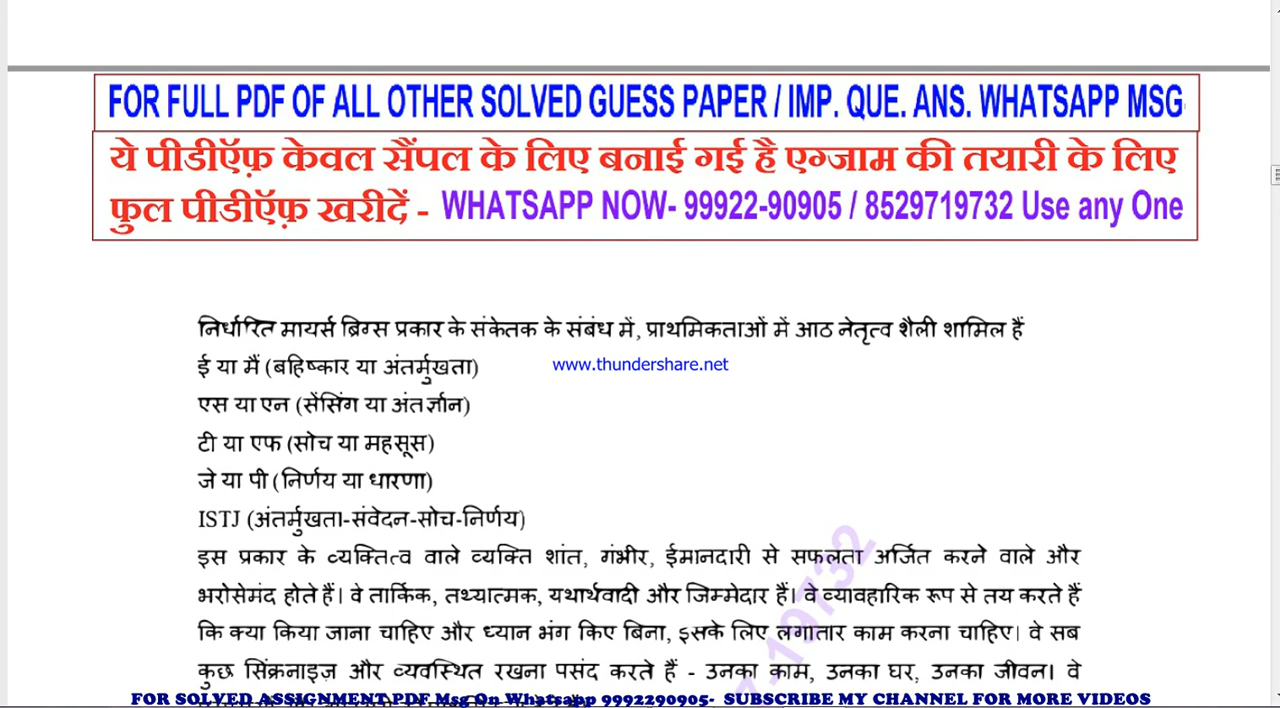 FOR FULL PDF OF ALL OTHER SOLVED GUESS PAPER / IMP. QUE. ANS. WHATSAPP MSG
ये पीडीऍफ़ केवल सैंपल के लिए बनाई गई है एग्जाम की तयारी के लिए
फुल पीडीऍफ़ खरीदें - WHATSAPP NOW- 99922-90905 / 8529719732 Use any One
निर्धारित मायर्स ब्रिग्स प्रकार के संकेतक के संबंध में, प्राथमिकताओं में आठ नेतृत्व शैली शामिल हैं
ई या मैं (बहिष्कार या अंतर्मुखता)
www.thundershare.net
एस या एन (सेंसिंग या अंतर्ज्ञान)
टी या एफ (सोच या महसूस)
जे या पी (निर्णय या धारणा)
ISTJ (अंतर्मुखता-संवेदन-सोच-निर्णय)
इस प्रकार के व्यक्तित्व वाले व्यक्ति शांत, गंभीर, ईमानदारी से सफलता अर्जित करने वाले और
भरोसेमंद होते हैं। वे तार्किक, तथ्यात्मक, यथार्थवादी और जिम्मेदार हैं। वे व्यावहारिक रूप से तय करते हैं
कि क्या किया जाना चाहिए और ध्यान भंग किए बिना, इसके लिए लगातार काम करना चाहिए। वे सब
कुछ सिंक्रनाइज़ और व्यवस्थित रखना पसंद करते हैं - उनका काम, उनका घर, उनका जीवन। वे
FOR SOLVED ASSIGNMENT PDF Msg On Whatsapp 9992290905- SUBSCRIBE MY CHANNEL FOR MORE VIDEOS